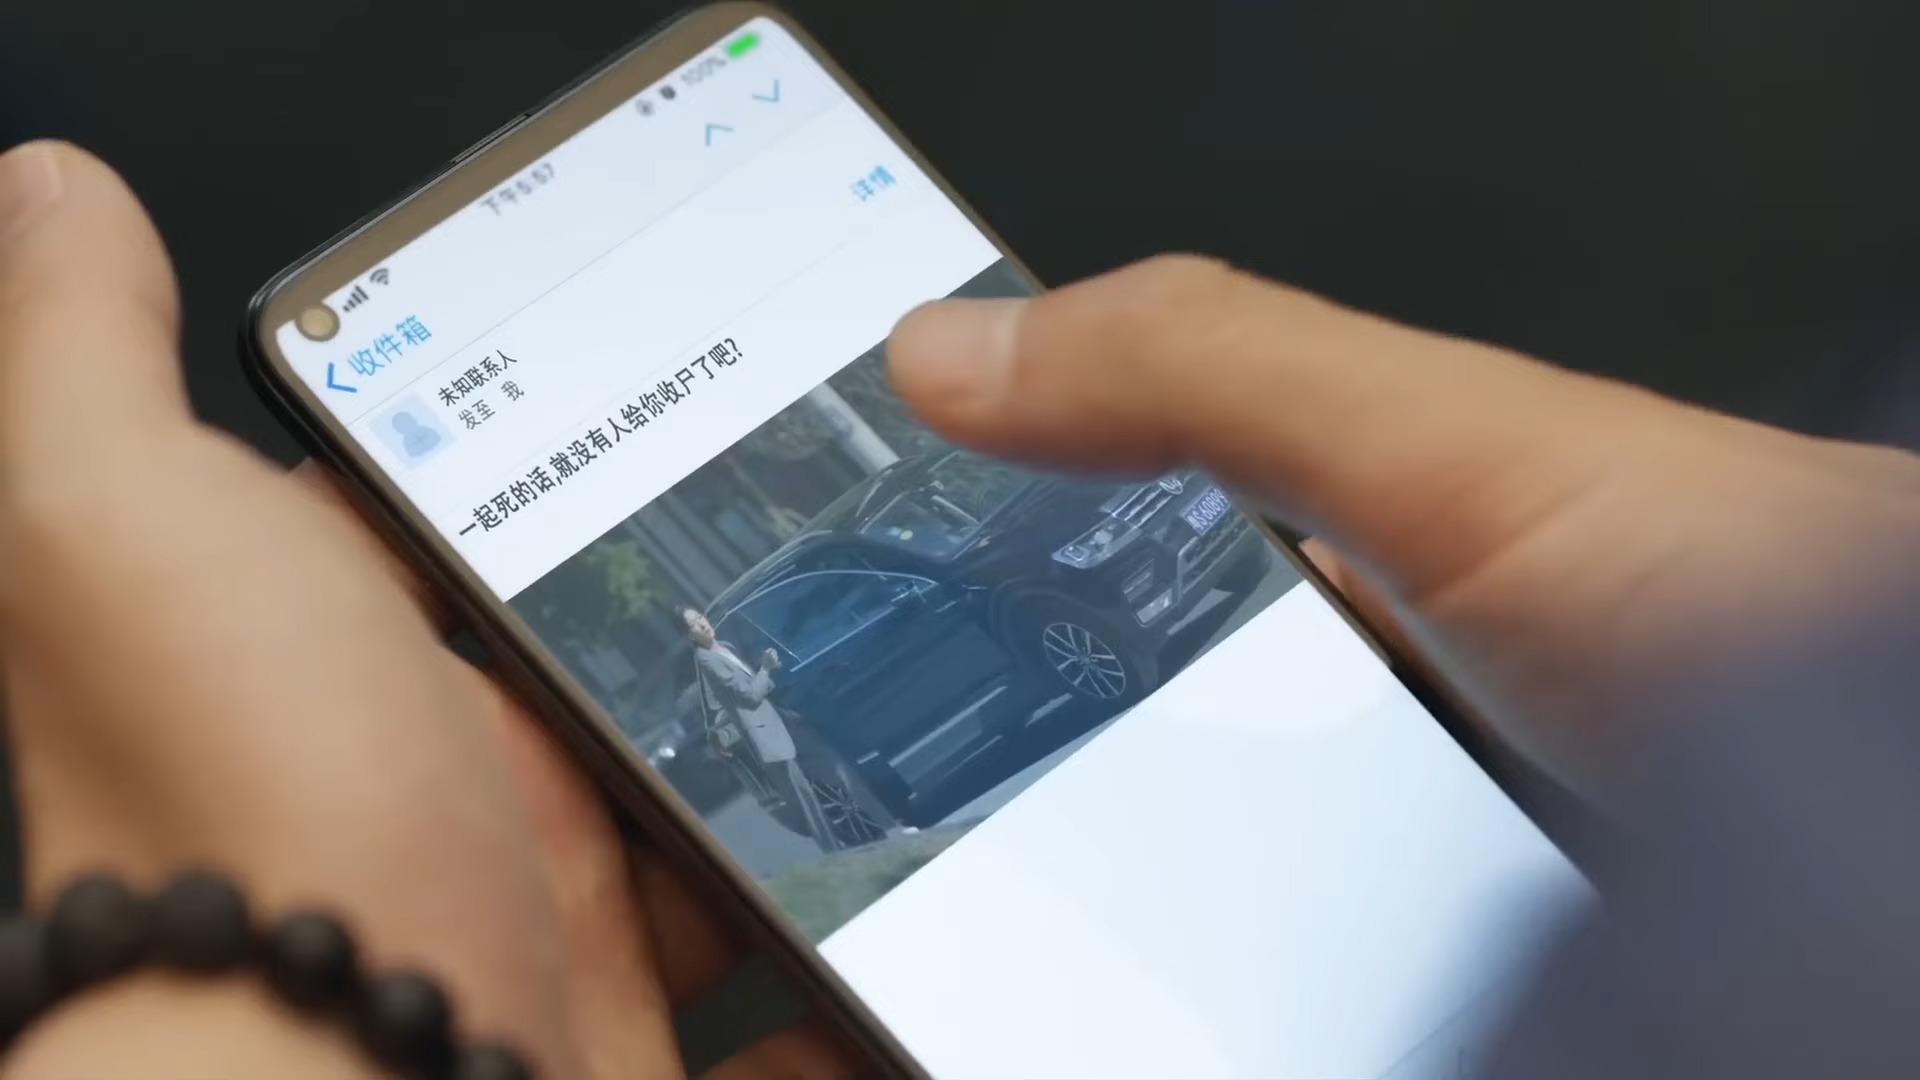 下午5:57
100%
收件箱
详情
未知联系人
发至 我
一起死的话,就没有人给你收尸了吧?